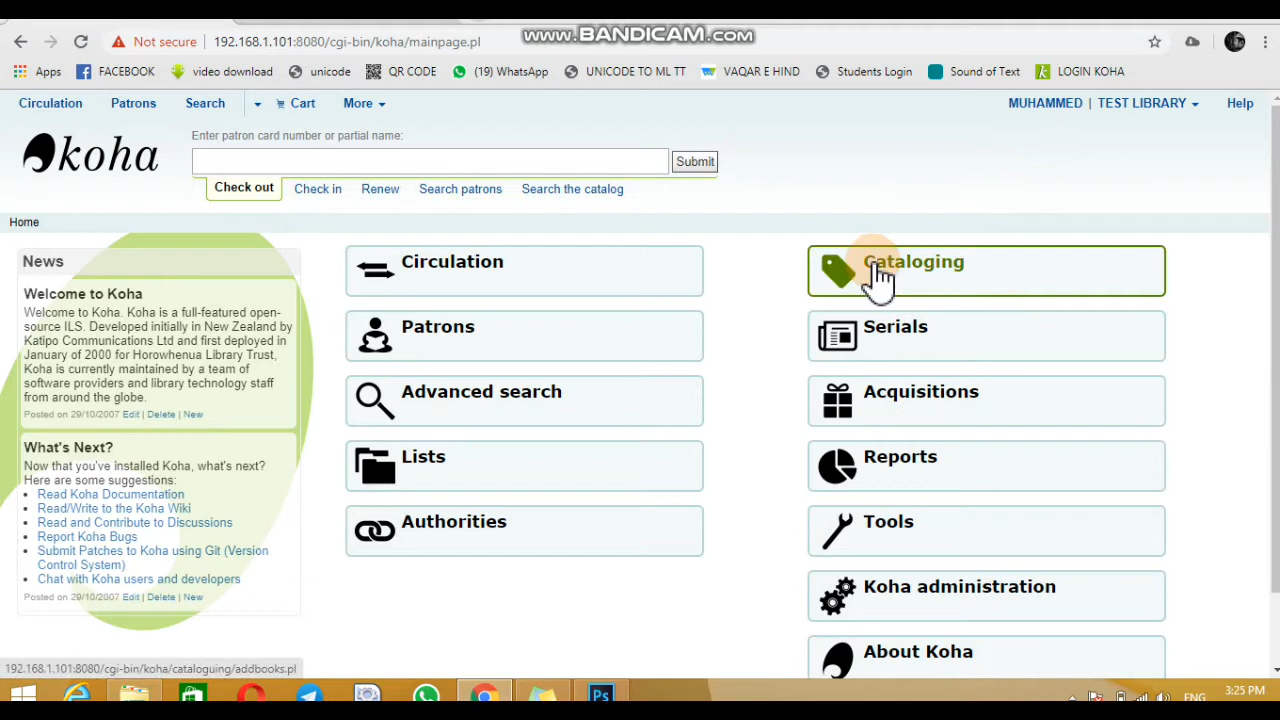 www.BANDICAM.com
Not secure 192.168.1.101:8080/cgi-bin/koha/mainpage.pl
Apps FACEBOOK video download unicode QR CODE (19) WhatsApp UNICODE TO ML TT VAQAR E HIND Students Login Sound of Text LOGIN KOHA
Circulation Patrons Search Cart More MUHAMMED | TEST LIBRARY Help
koha
Enter patron card number or partial name:
Submit
Check out Check in Renew Search patrons Search the catalog
Home
News
Welcome to Koha
Welcome to Koha. Koha is a full-featured open-
source ILS. Developed initially in New Zealand by
Katipo Communications Ltd and first deployed in
January of 2000 for Horowhenua Library Trust,
Koha is currently maintained by a team of
software providers and library technology staff
from around the globe.
Posted on 29/10/2007 Edit | Delete | New
What's Next?
Now that you've installed Koha, what's next?
Here are some suggestions:
Read Koha Documentation
Read/Write to the Koha Wiki
Read and Contribute to Discussions
Report Koha Bugs
Submit Patches to Koha using Git (Version
Control System)
Chat with Koha users and developers
Posted on 29/10/2007 Edit | Delete | New
Circulation
Patrons
Advanced search
Lists
Authorities
Cataloging
Serials
Acquisitions
Reports
Tools
Koha administration
About Koha
192.168.1.101:8080/cgi-bin/koha/cataloguing/addbooks.pl
Ps
ENG
3:25 PM